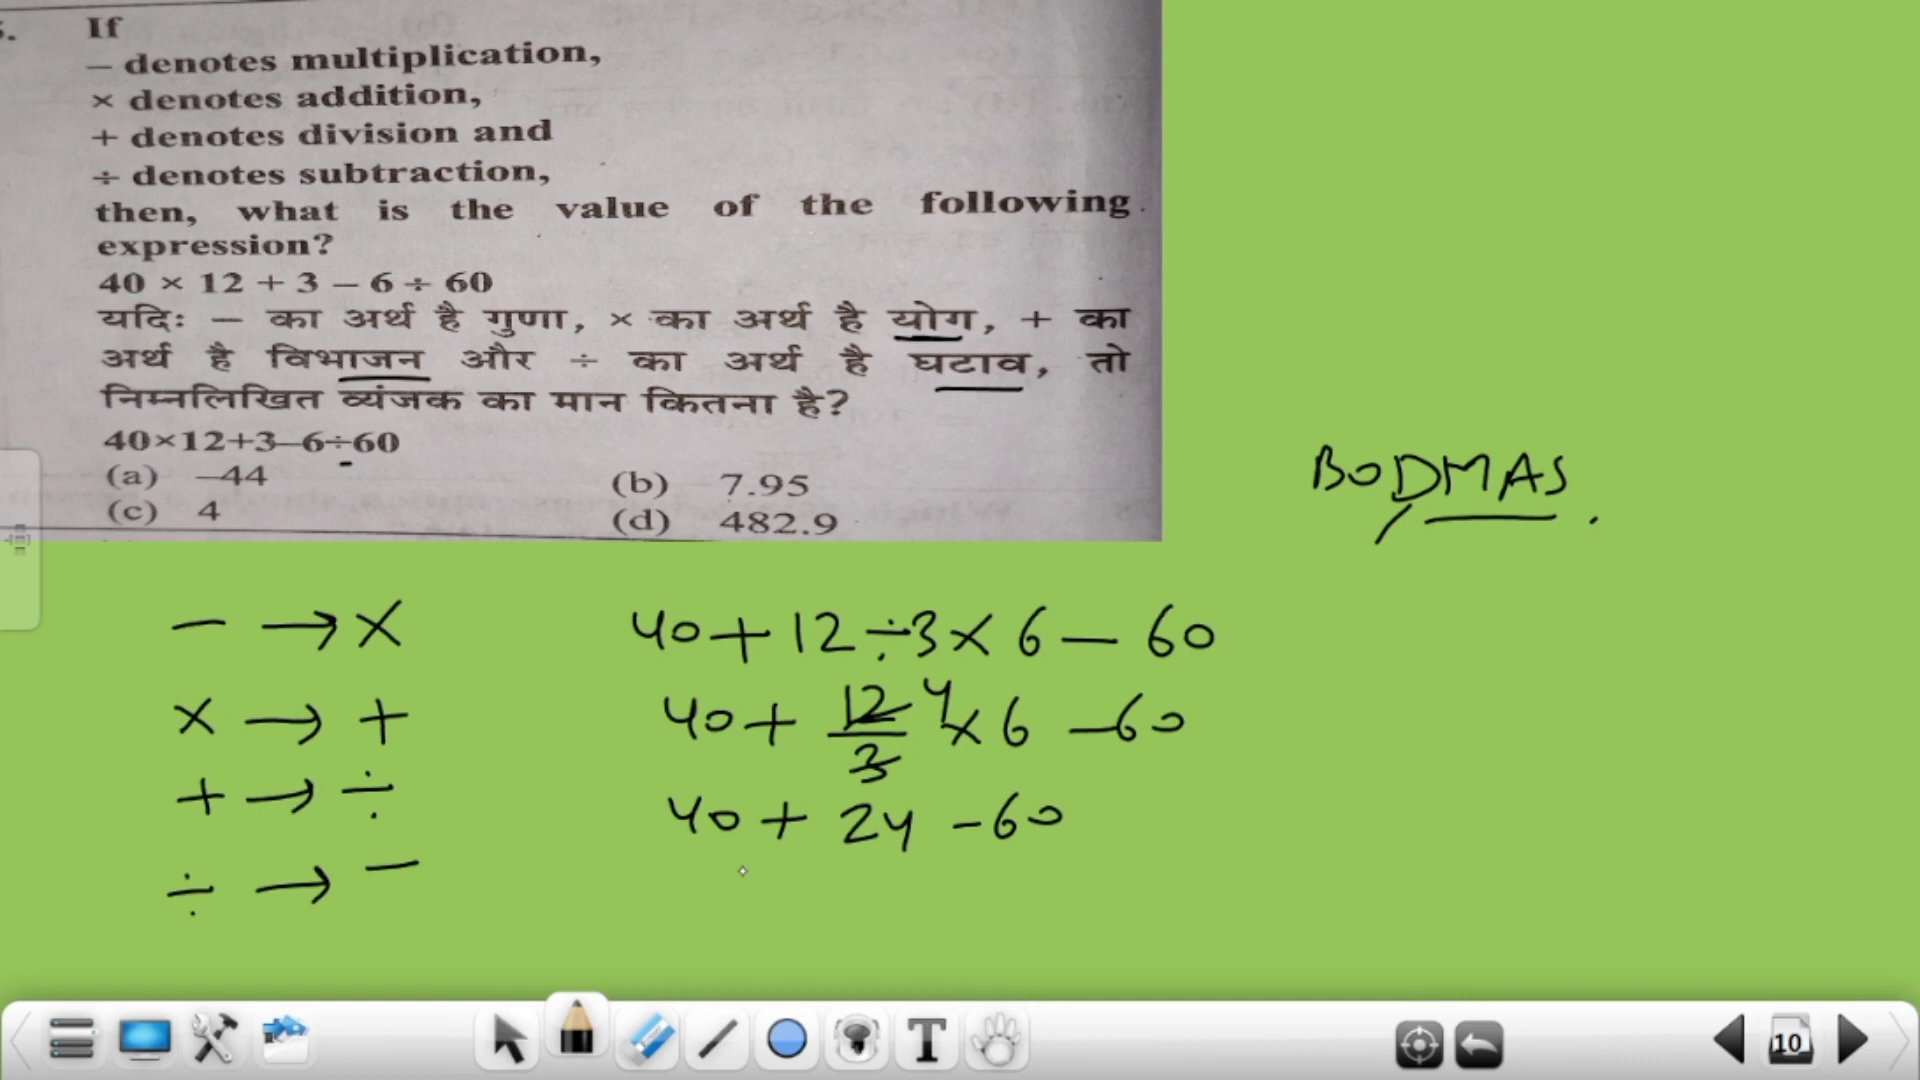 If
– denotes multiplication,
× denotes addition,
+ denotes division and
÷ denotes subtraction,
then, what is the value of the following
expression?
40 × 12 + 3 – 6 ÷ 60
यदिः – का अर्थ है गुणा, × का अर्थ है योग, + का
अर्थ है विभाजन और ÷ का अर्थ है घटाव, तो
निम्नलिखित व्यंजक का मान कितना है?
40×12+3–6÷60
(a) –44 (b) 7.95
(c) 4 (d) 482.9
BODMAS
– → ×
× → +
+ → ÷
÷ → –
40 + 12 ÷ 3 × 6 – 60
40 + 12/3 4 × 6 – 60
40 + 24 – 60
T
10